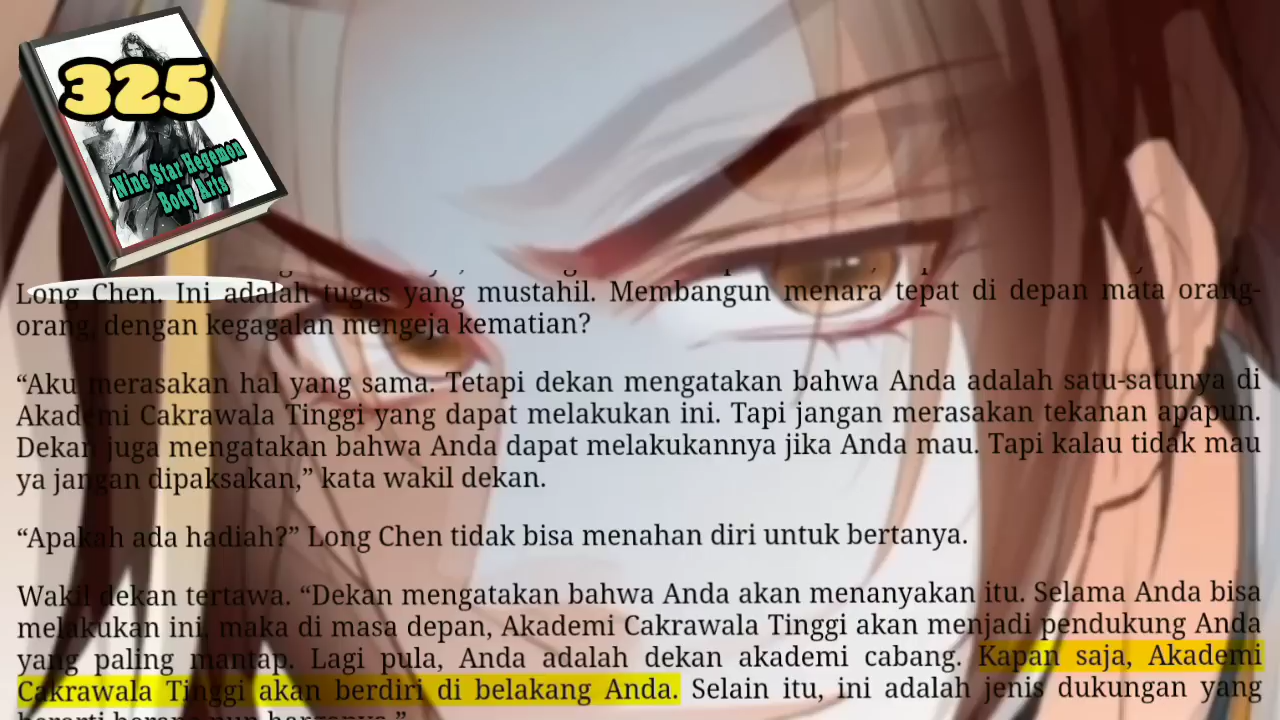 325
Nine Star Hegemon
Body Arts
Long Chen. Ini adalah tugas yang mustahil. Membangun menara tepat di depan mata orang-
orang, dengan kegagalan mengeja kematian?
“Aku merasakan hal yang sama. Tetapi dekan mengatakan bahwa Anda adalah satu-satunya di
Akademi Cakrawala Tinggi yang dapat melakukan ini. Tapi jangan merasakan tekanan apapun.
Dekan juga mengatakan bahwa Anda dapat melakukannya jika Anda mau. Tapi kalau tidak mau
ya jangan dipaksakan,” kata wakil dekan.
“Apakah ada hadiah?” Long Chen tidak bisa menahan diri untuk bertanya.
Wakil dekan tertawa. “Dekan mengatakan bahwa Anda akan menanyakan itu. Selama Anda bisa
melakukan ini, maka di masa depan, Akademi Cakrawala Tinggi akan menjadi pendukung Anda
yang paling mantap. Lagi pula, Anda adalah dekan akademi cabang. Kapan saja, Akademi
Cakrawala Tinggi akan berdiri di belakang Anda. Selain itu, ini adalah jenis dukungan yang